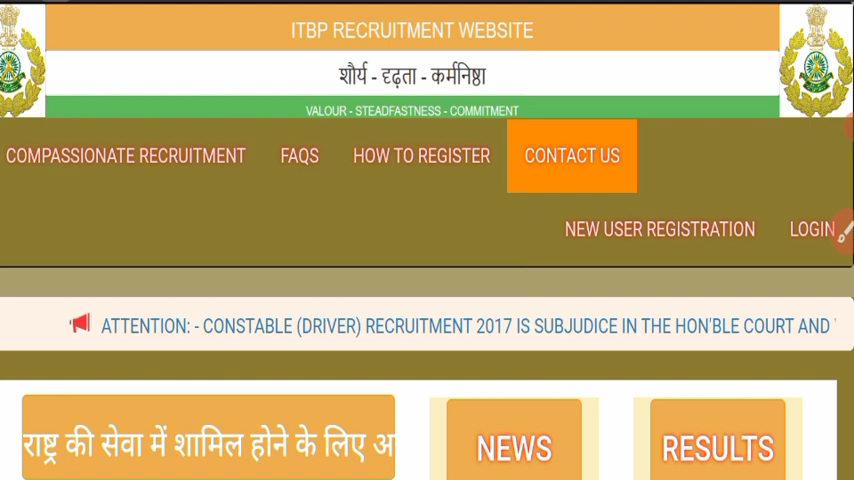 ITBP RECRUITMENT WEBSITE
शौर्य - दृढ़ता - कर्मनिष्ठा
VALOUR - STEADFASTNESS - COMMITMENT
COMPASSIONATE RECRUITMENT FAQS HOW TO REGISTER CONTACT US
NEW USER REGISTRATION LOGIN
ATTENTION: - CONSTABLE (DRIVER) RECRUITMENT 2017 IS SUBJUDICE IN THE HON'BLE COURT AND
राष्ट्र की सेवा में शामिल होने के लिए अ
NEWS
RESULTS